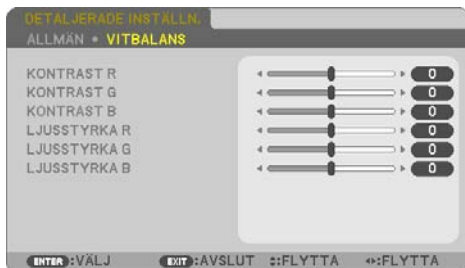 DETALJERADE INSTÄLLN.
ALLMÄN • VITBALANS
KONTRAST R 0
KONTRAST G 0
KONTRAST B 0
LJUSSTYRKA R 0
LJUSSTYRKA G 0
LJUSSTYRKA B 0
ENTER :VÄLJ EXIT :AVSLUT :FLYTTA :FLYTTA